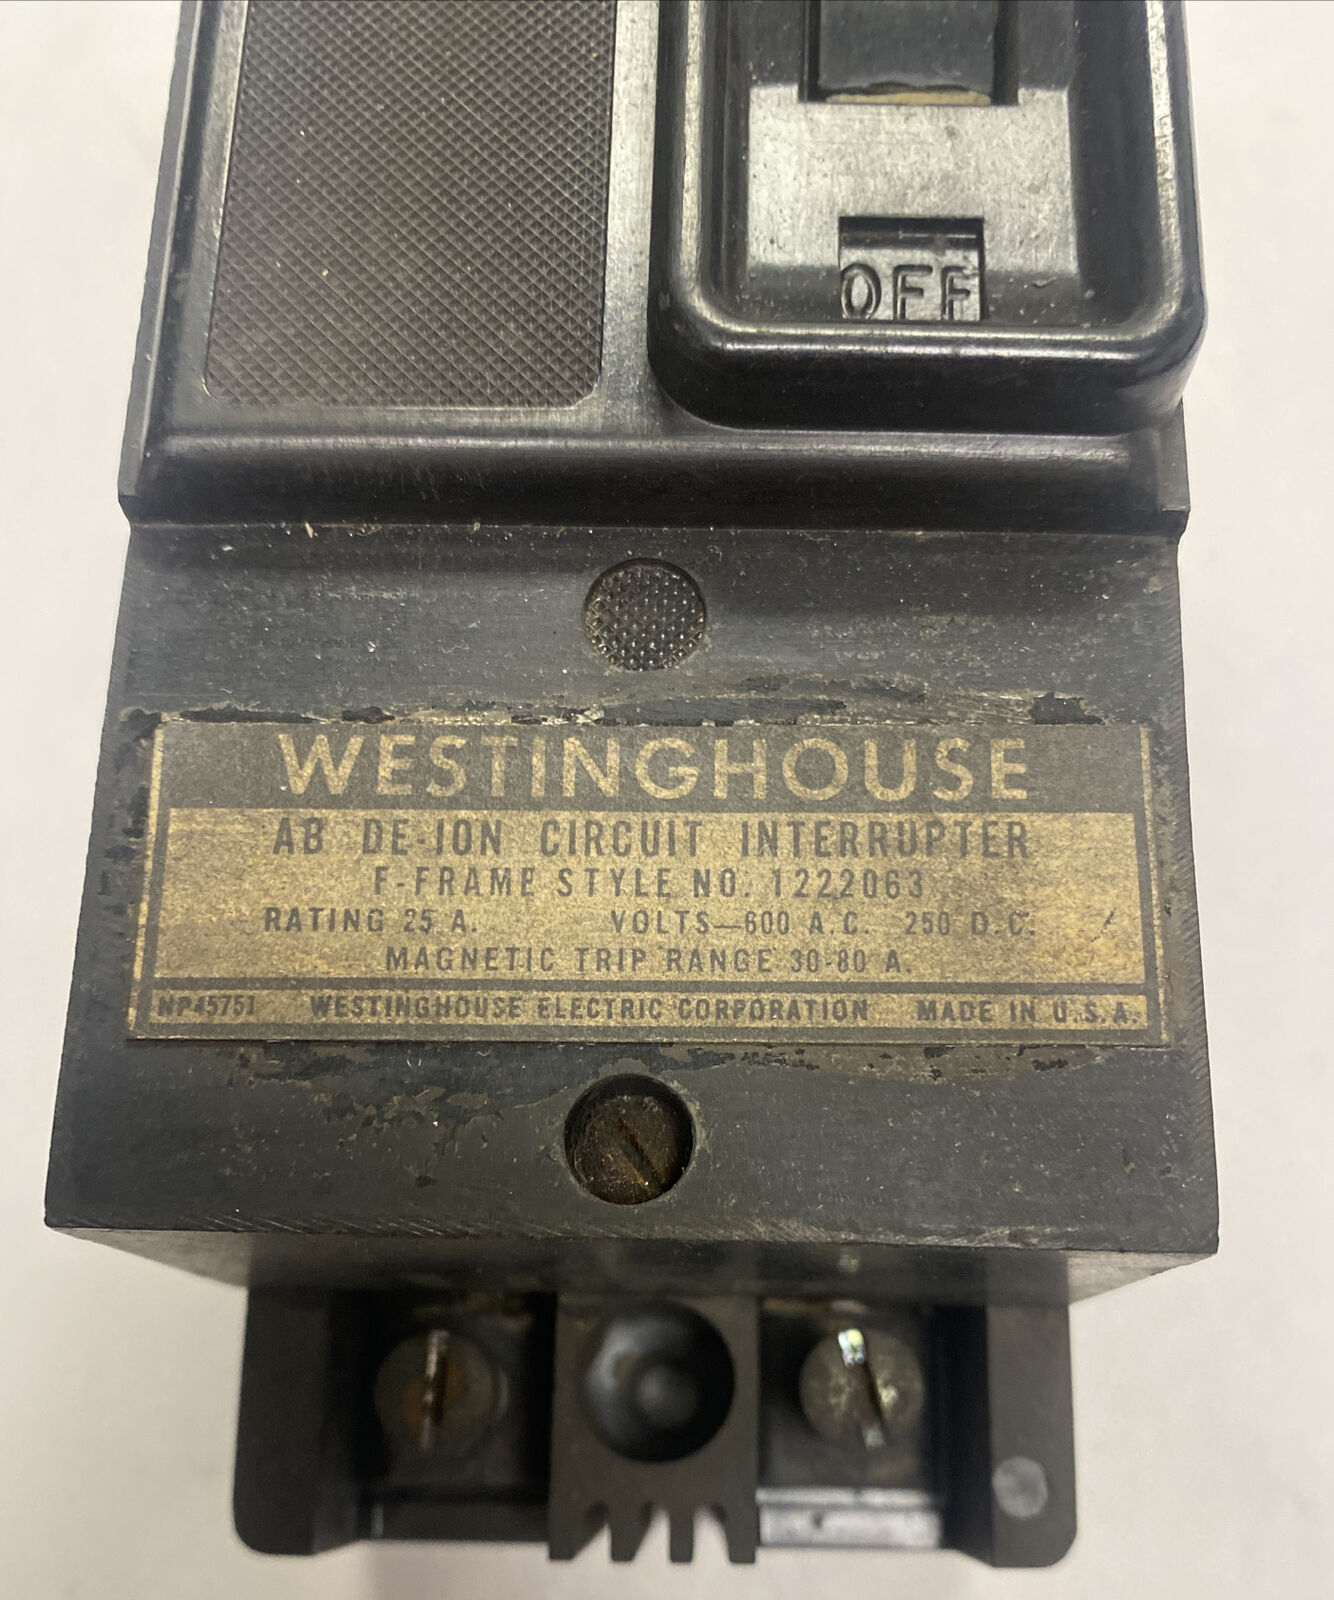 OFF
WESTINGHOUSE
AB DE-ION CIRCUIT INTERRUPTER
F-FRAME STYLE NO. 1222063
RATING 25 A. VOLTS—600 A.C. 250 D.C.
MAGNETIC TRIP RANGE 30-80 A.
NP45751 WESTINGHOUSE ELECTRIC CORPORATION MADE IN U.S.A.